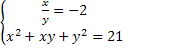 x/y = −2
x² + xy + y² = 21